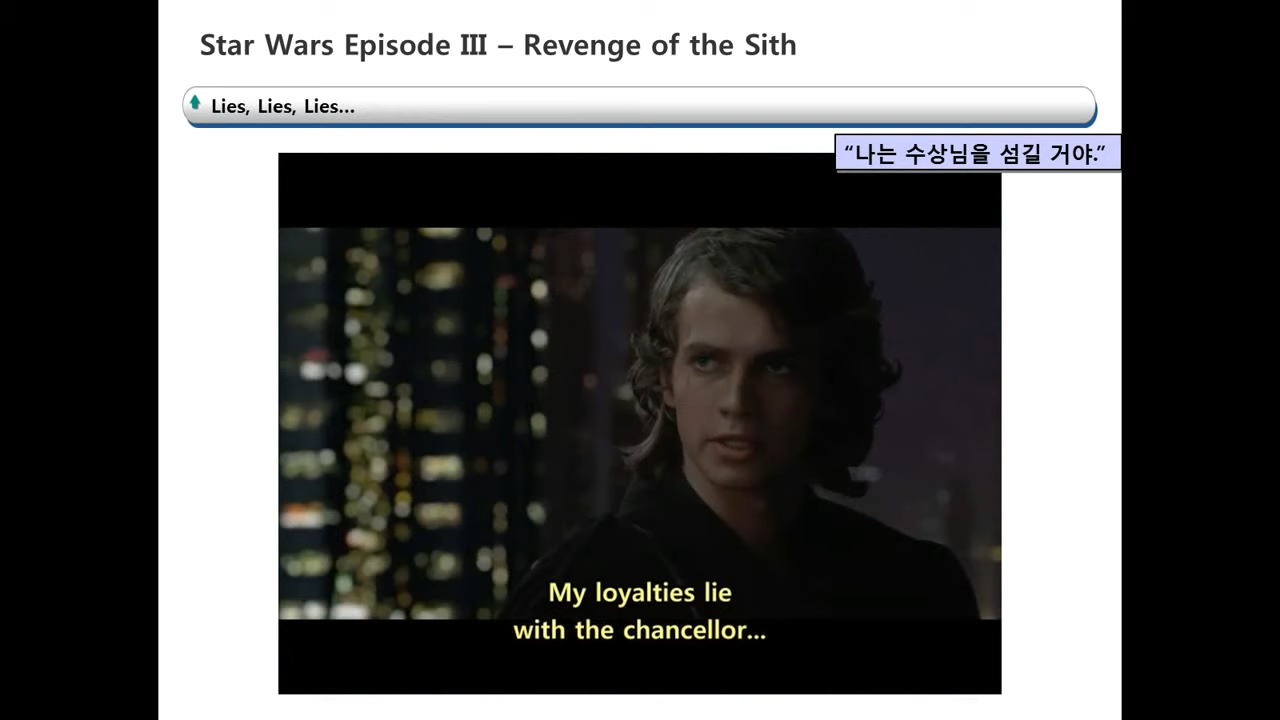 Star Wars Episode III – Revenge of the Sith
Lies, Lies, Lies...
“나는 수상님을 섬길 거야.”
My loyalties lie
with the chancellor...